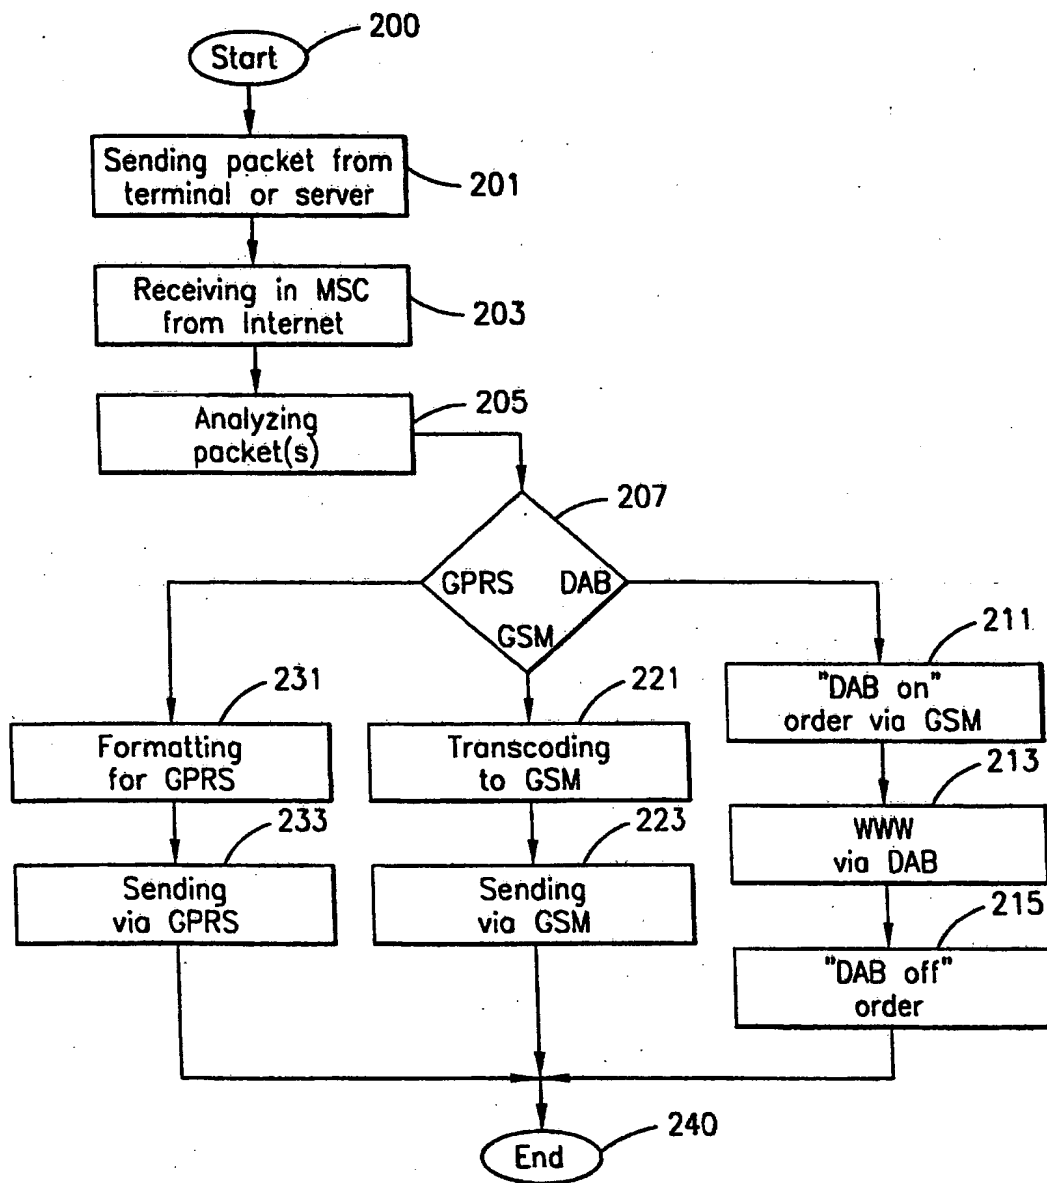 200
Start
Sending packet from
terminal or server
201
Receiving in MSC
from Internet
203
205
Analyzing
packet(s)
207
GPRS DAB
GSM
211
"DAB on"
order via GSM
231
Formatting
for GPRS
221
Transcoding
to GSM
213
WWW
via DAB
233
Sending
via GPRS
223
Sending
via GSM
215
"DAB off"
order
240
End